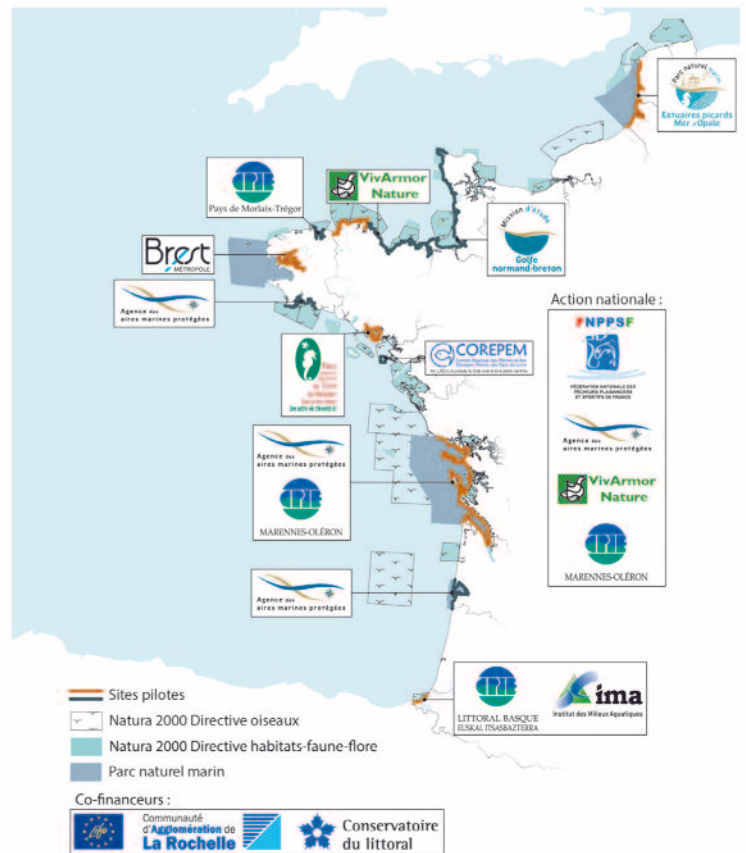 Parc naturel marin
Estuaires picards
Mer d'Opale
CPIE
Pays de Morlaix-Trégor
VivArmor
Nature
Mission d'étude
Golfe
normand-breton
Brest
MÉTROPOLE
Agence des
aires marines protégées
COREPEM
Action nationale :
FNPPSF
FÉDÉRATION NATIONALE DES
PÊCHEURS PLAISANCIERS
ET SPORTIFS DE FRANCE
Agence des
aires marines protégées
VivArmor
Nature
CPIE
MARENNES-OLÉRON
Agence des
aires marines protégées
CPIE
MARENNES-OLÉRON
Agence des
aires marines protégées
CPIE
LITTORAL BASQUE
EUSKAL ITSASBAZTERRA
ima
Institut des Milieux Aquatiques
Sites pilotes
Natura 2000 Directive oiseaux
Natura 2000 Directive habitats-faune-flore
Parc naturel marin
Co-financeurs :
Life
Communauté
d'Agglomération de
La Rochelle
Conservatoire
du littoral